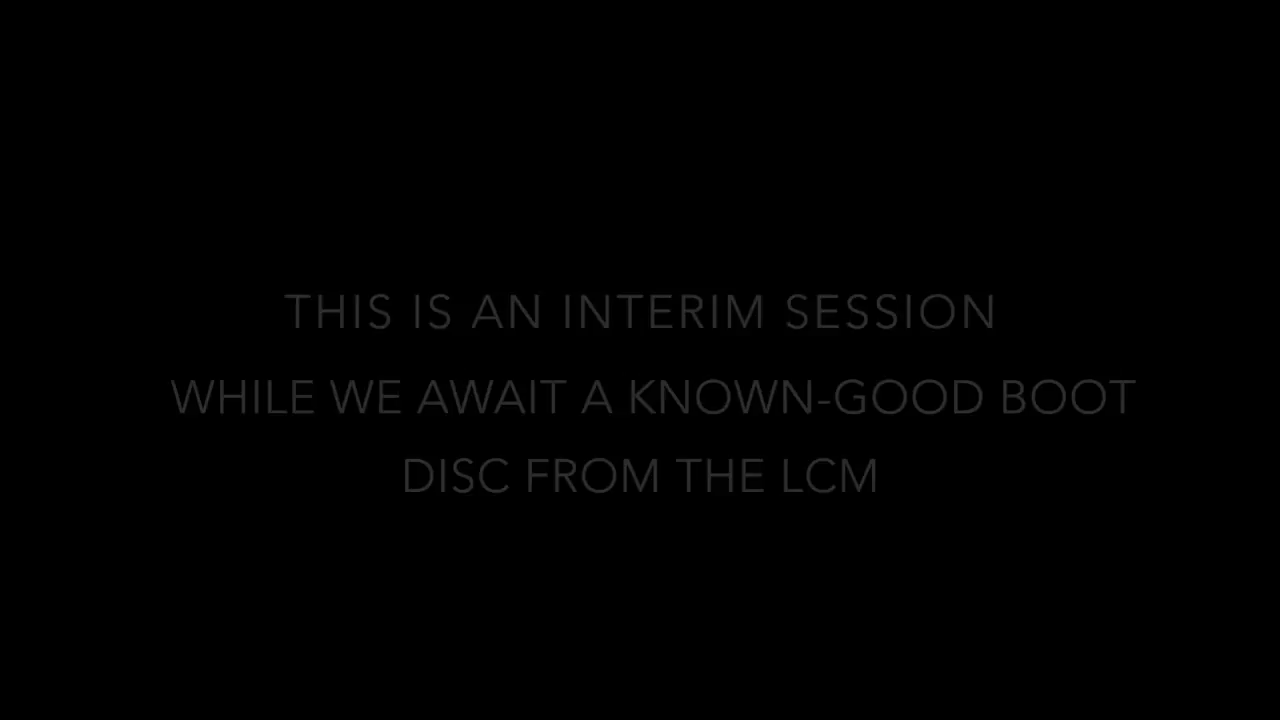 THIS IS AN INTERIM SESSION
WHILE WE AWAIT A KNOWN-GOOD BOOT
DISC FROM THE LCM